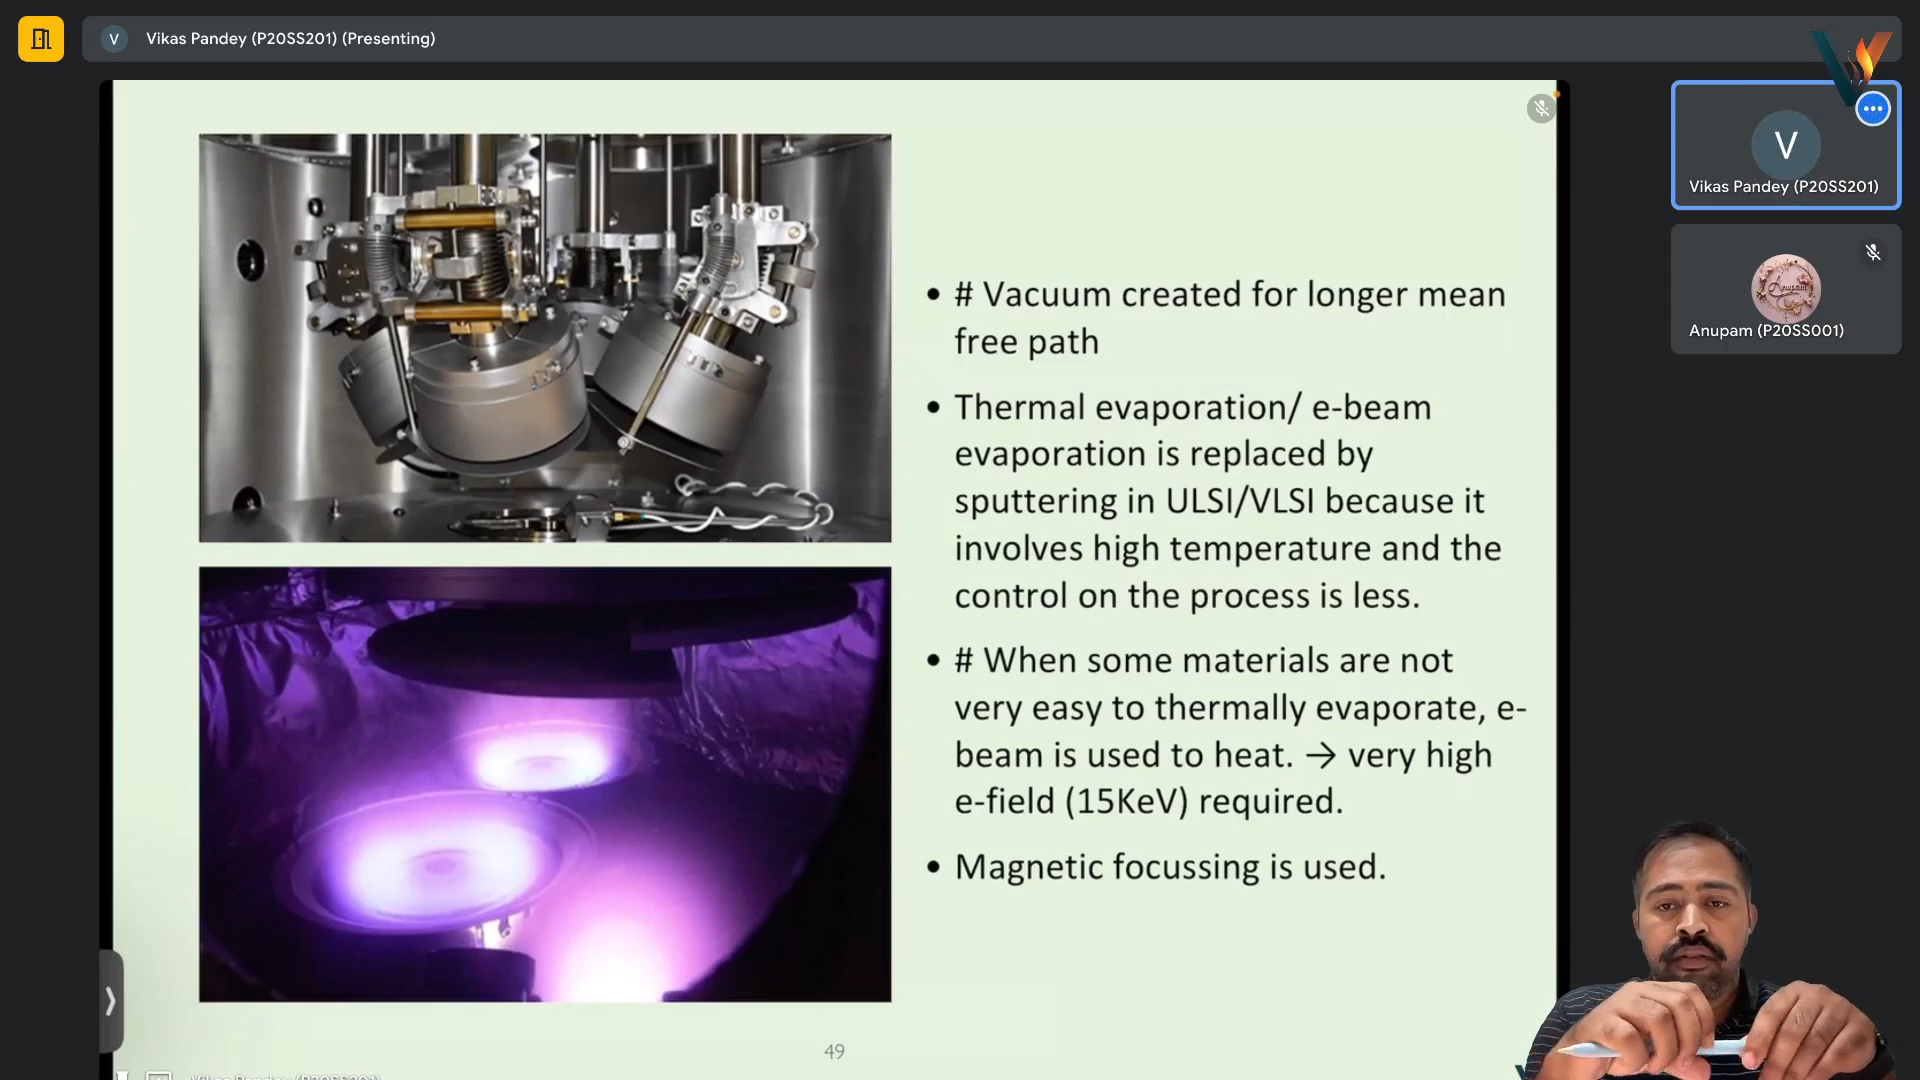 V Vikas Pandey (P20SS201) (Presenting)
V
Vikas Pandey (P20SS201)
Anupam (P20SS001)
• # Vacuum created for longer mean
free path
• Thermal evaporation/ e-beam
evaporation is replaced by
sputtering in ULSI/VLSI because it
involves high temperature and the
control on the process is less.
• # When some materials are not
very easy to thermally evaporate, e-
beam is used to heat. → very high
e-field (15KeV) required.
• Magnetic focussing is used.
49
Vikas Pandey (P20SS201)